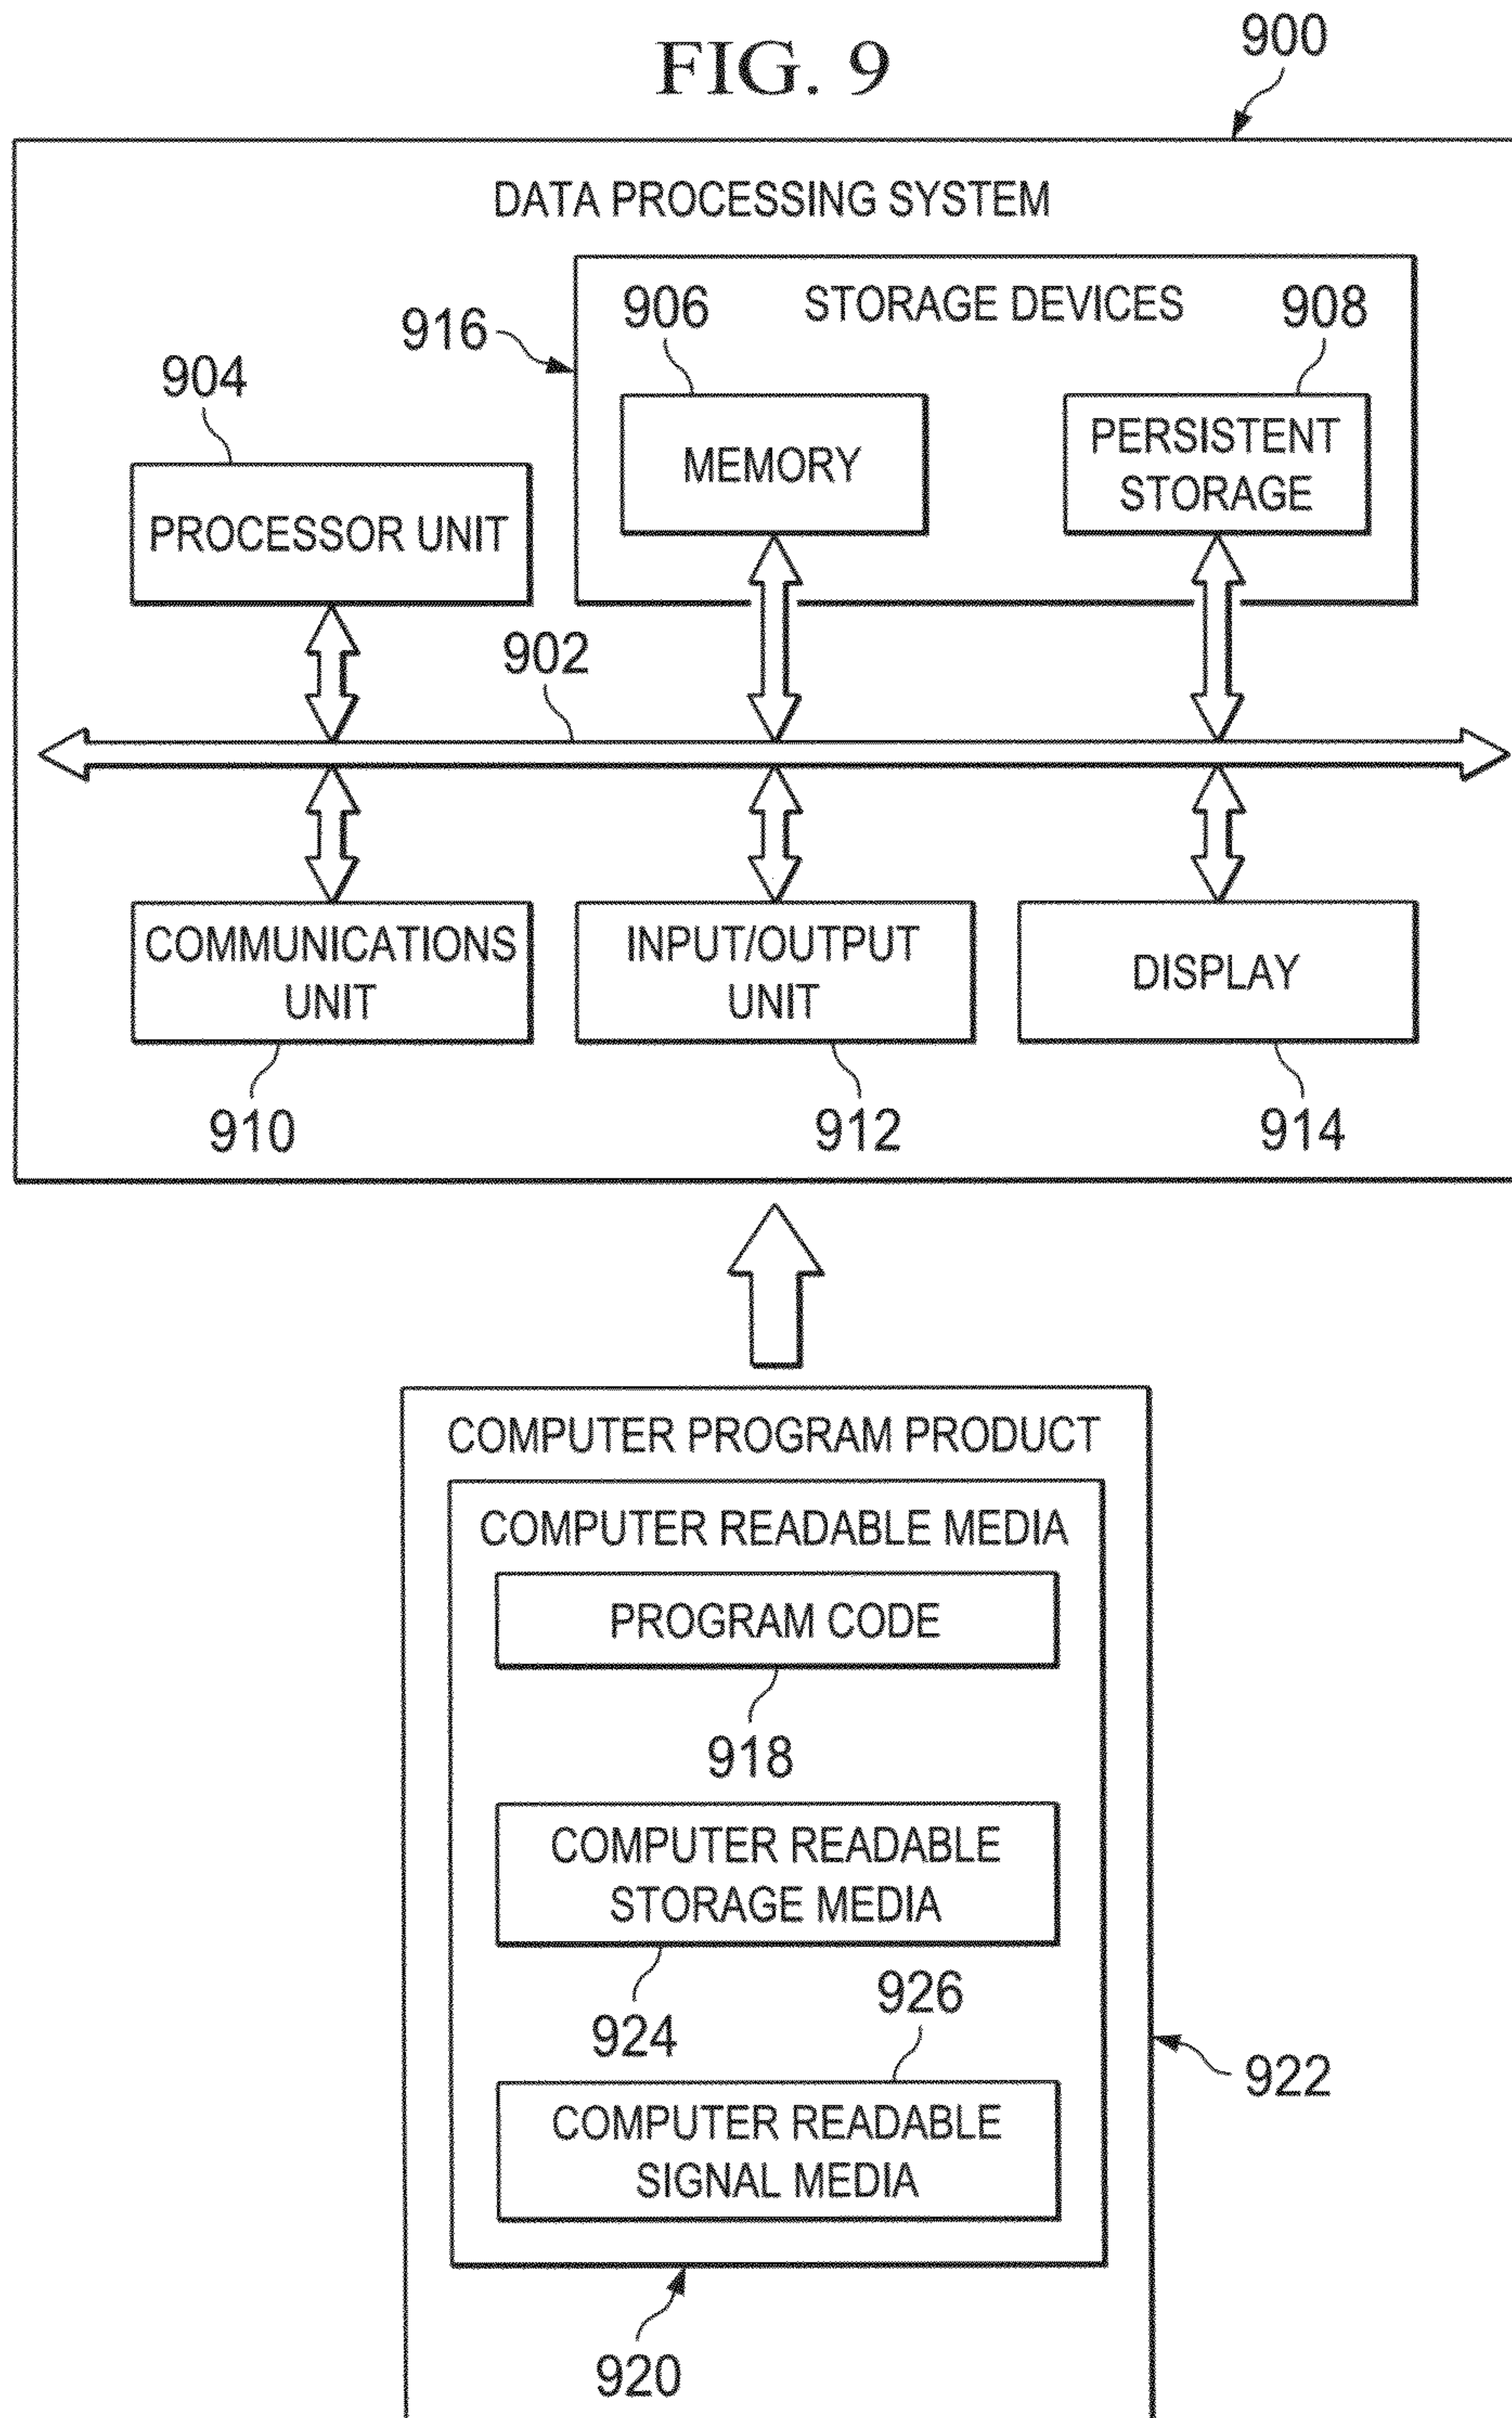 FIG. 9
900
DATA PROCESSING SYSTEM
916
906
STORAGE DEVICES
908
904
MEMORY
PERSISTENT
STORAGE
PROCESSOR UNIT
902
COMMUNICATIONS
UNIT
INPUT/OUTPUT
UNIT
DISPLAY
910
912
914
COMPUTER PROGRAM PRODUCT
COMPUTER READABLE MEDIA
PROGRAM CODE
918
COMPUTER READABLE
STORAGE MEDIA
924
926
922
COMPUTER READABLE
SIGNAL MEDIA
920